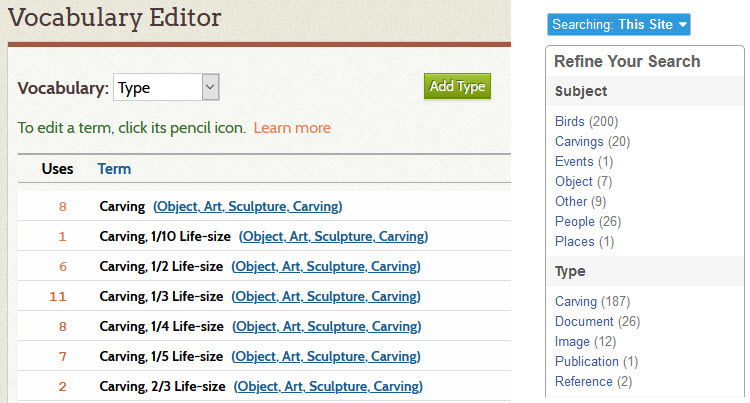 Vocabulary Editor
Vocabulary: Type
Add Type
To edit a term, click its pencil icon. Learn more
Uses Term
8 Carving (Object, Art, Sculpture, Carving)
1 Carving, 1/10 Life-size (Object, Art, Sculpture, Carving)
6 Carving, 1/2 Life-size (Object, Art, Sculpture, Carving)
11 Carving, 1/3 Life-size (Object, Art, Sculpture, Carving)
8 Carving, 1/4 Life-size (Object, Art, Sculpture, Carving)
7 Carving, 1/5 Life-size (Object, Art, Sculpture, Carving)
2 Carving, 2/3 Life-size (Object, Art, Sculpture, Carving)
Searching: This Site
Refine Your Search
Subject
Birds (200)
Carvings (20)
Events (1)
Object (7)
Other (9)
People (26)
Places (1)
Type
Carving (187)
Document (26)
Image (12)
Publication (1)
Reference (2)